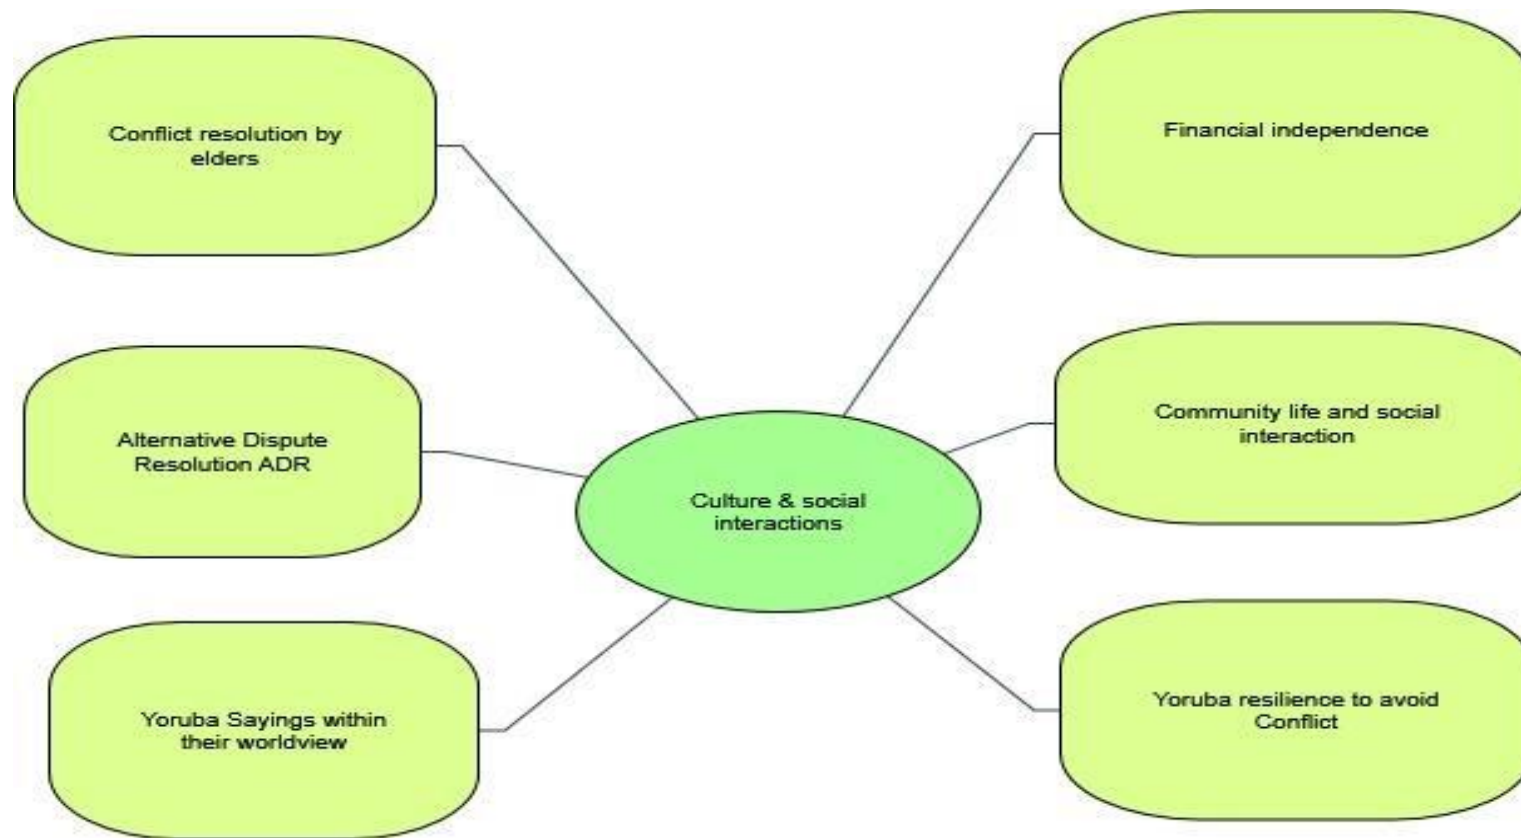 Conflict resolution by
elders
Financial independence
Alternative Dispute
Resolution ADR
Community life and social
interaction
Culture & social
interactions
Yoruba Sayings within
their worldview
Yoruba resilience to avoid
Conflict